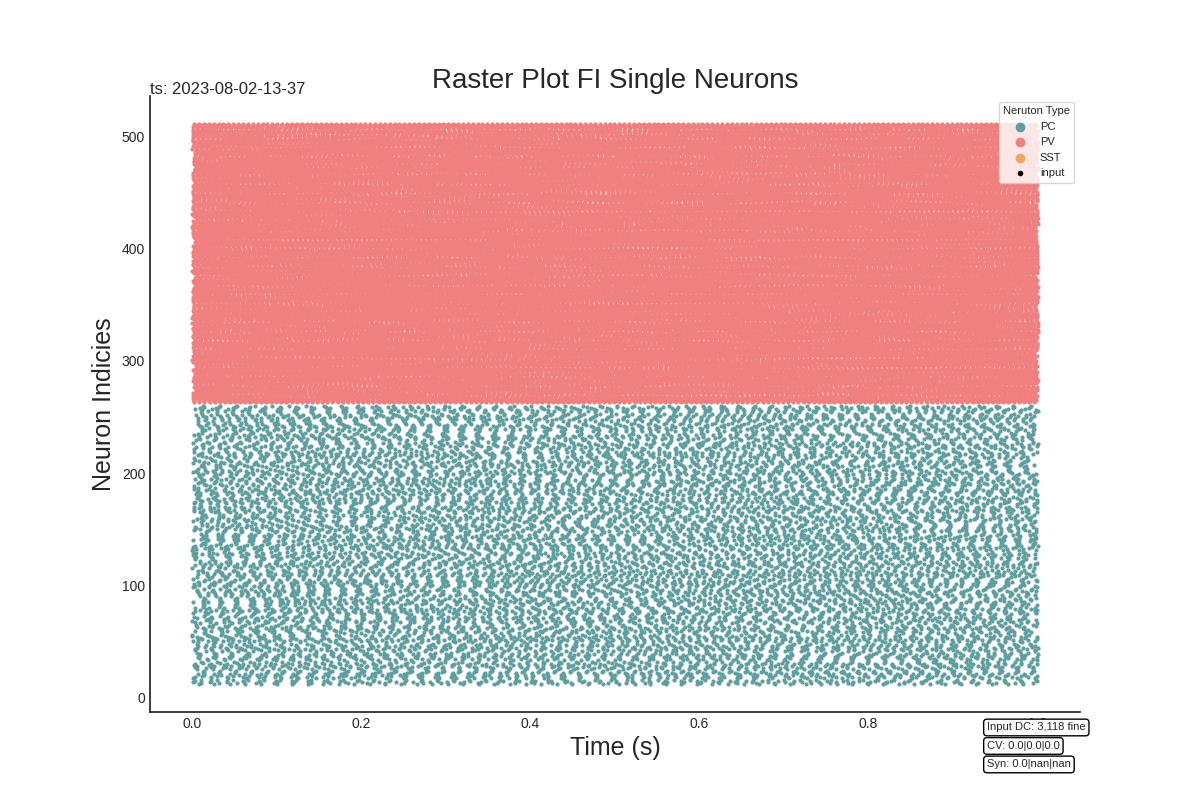 Raster Plot FI Single Neurons
ts: 2023-08-02-13-37
Neruton Type
PC
PV
SST
input
Neuron Indicies
500
400
300
200
100
0
0.0
0.2
0.4
0.6
0.8
Time (s)
Input DC: 3,118 fine
CV: 0.0|0.0|0.0
Syn: 0.0|nan|nan